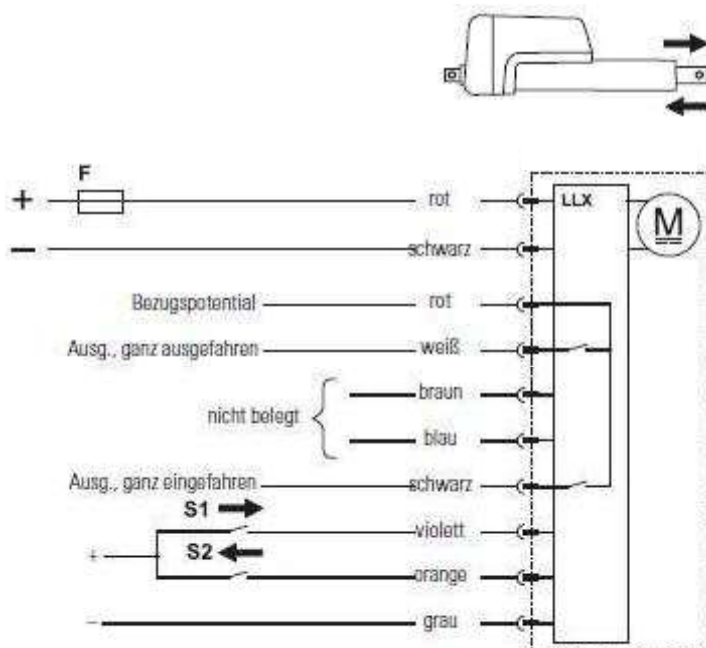 F
+ rot LLX
M
− schwarz
Bezugspotential rot
Ausg., ganz ausgefahren weiß
braun
nicht belegt
blau
Ausg., ganz eingefahren schwarz
S1
violett
+ S2
orange
− grau